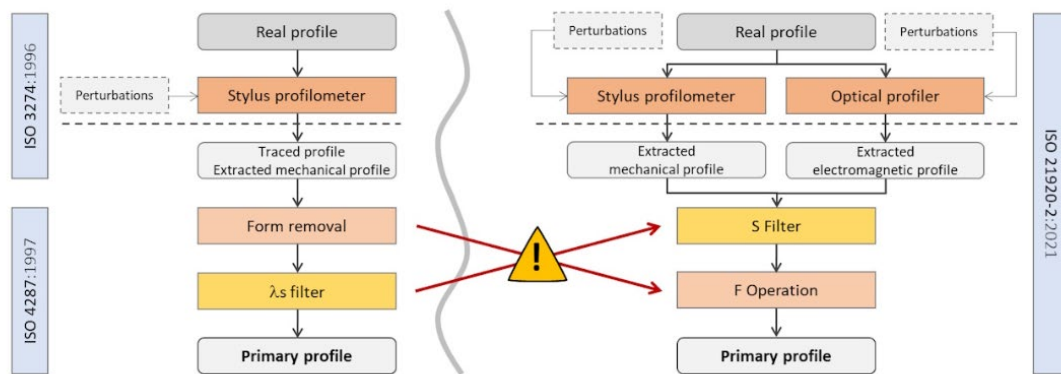 ISO 3274:1996
Real profile
Perturbations
Stylus profilometer
Traced profile
Extracted mechanical profile
ISO 4287:1997
Form removal
λs filter
Primary profile
!
Perturbations
Real profile
Perturbations
Stylus profilometer
Optical profiler
Extracted
mechanical profile
Extracted
electromagnetic profile
S Filter
F Operation
Primary profile
ISO 21920-2:2021